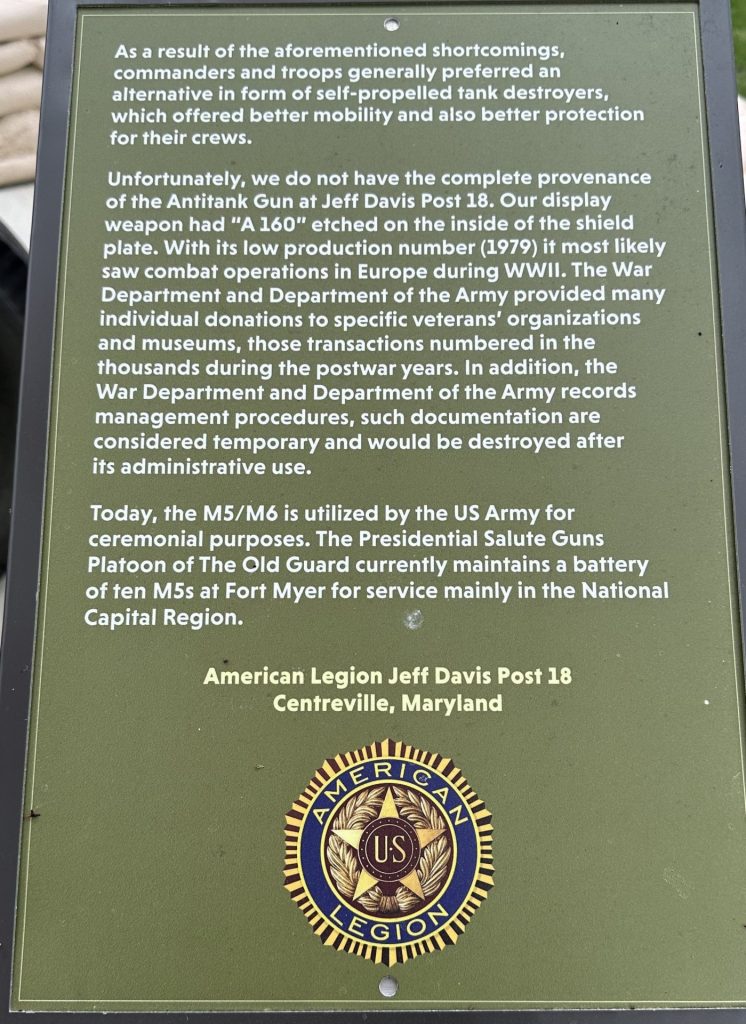 As a result of the aforementioned shortcomings,
commanders and troops generally preferred an
alternative in form of self-propelled tank destroyers,
which offered better mobility and also better protection
for their crews.
Unfortunately, we do not have the complete provenance
of the Antitank Gun at Jeff Davis Post 18. Our display
weapon had "A 160" etched on the inside of the shield
plate. With its low production number (1979) it most likely
saw combat operations in Europe during WWII. The War
Department and Department of the Army provided many
individual donations to specific veterans' organizations
and museums, those transactions numbered in the
thousands during the postwar years. In addition, the
War Department and Department of the Army records
management procedures, such documentation are
considered temporary and would be destroyed after
its administrative use.
Today, the M5/M6 is utilized by the US Army for
ceremonial purposes. The Presidential Salute Guns
Platoon of The Old Guard currently maintains a battery
of ten M5s at Fort Myer for service mainly in the National
Capital Region.
American Legion Jeff Davis Post 18
Centreville, Maryland
AMERICAN
U·S
LEGION